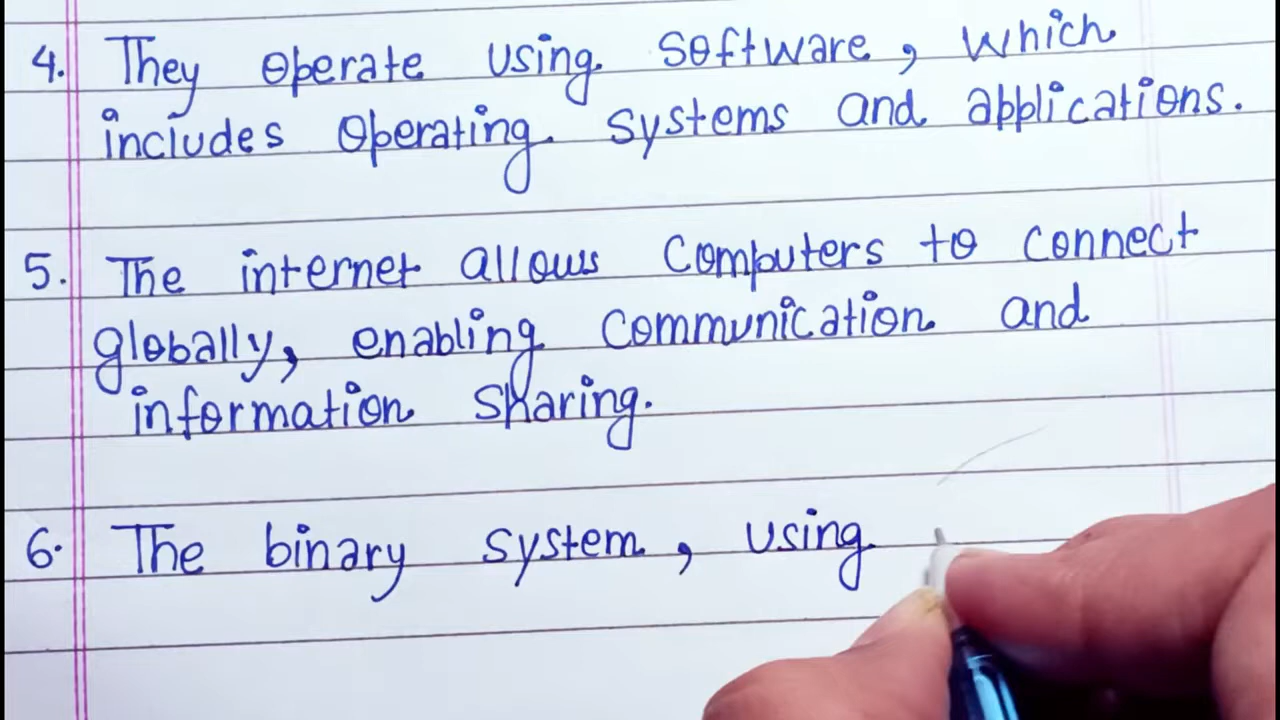 4. They operate using software, which
includes operating systems and applications.
5. The internet allows computers to connect
globally, enabling communication and
information sharing.
6. The binary system, using